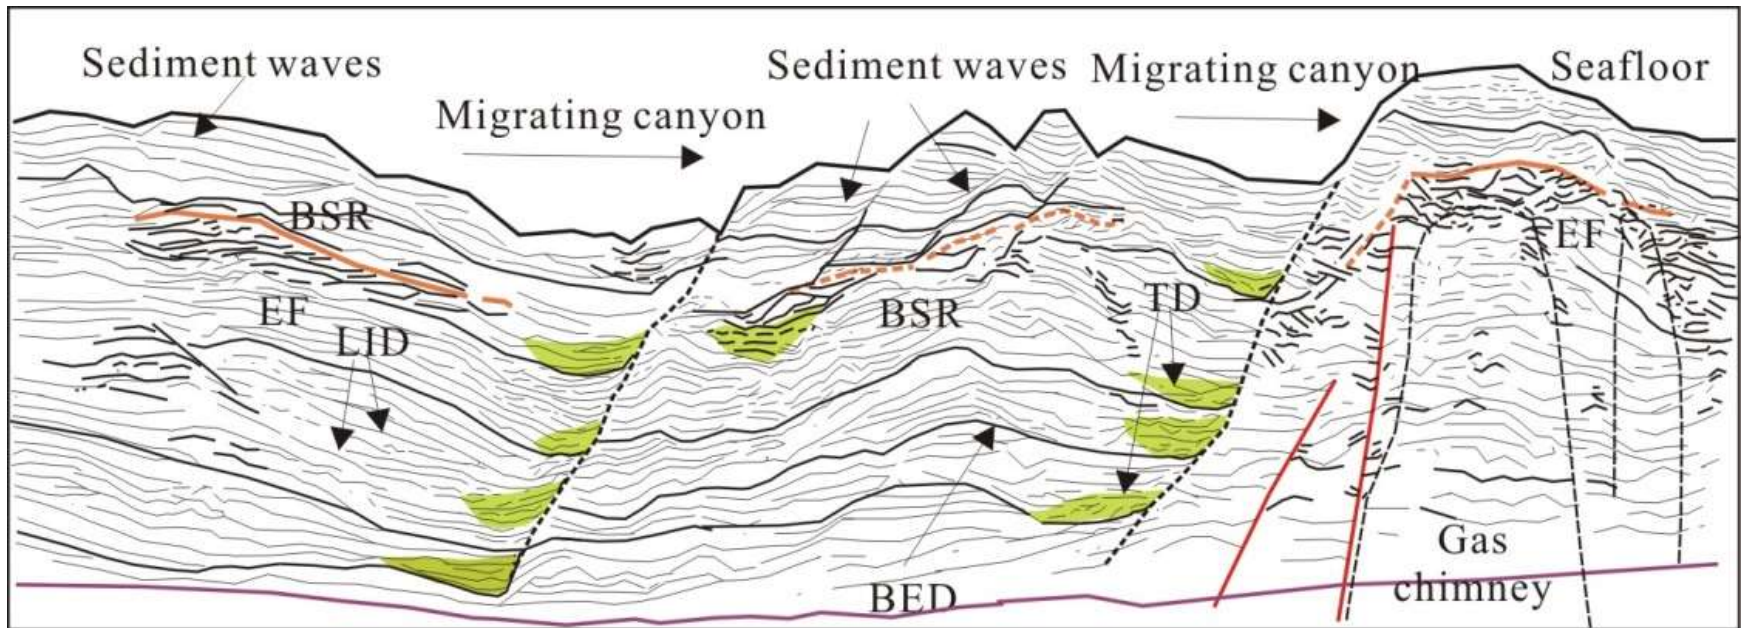 Sediment waves
Migrating canyon
Sediment waves
Migrating canyon
Seafloor
BSR
EF
LID
BSR
TD
EF
BED
Gas
chimney